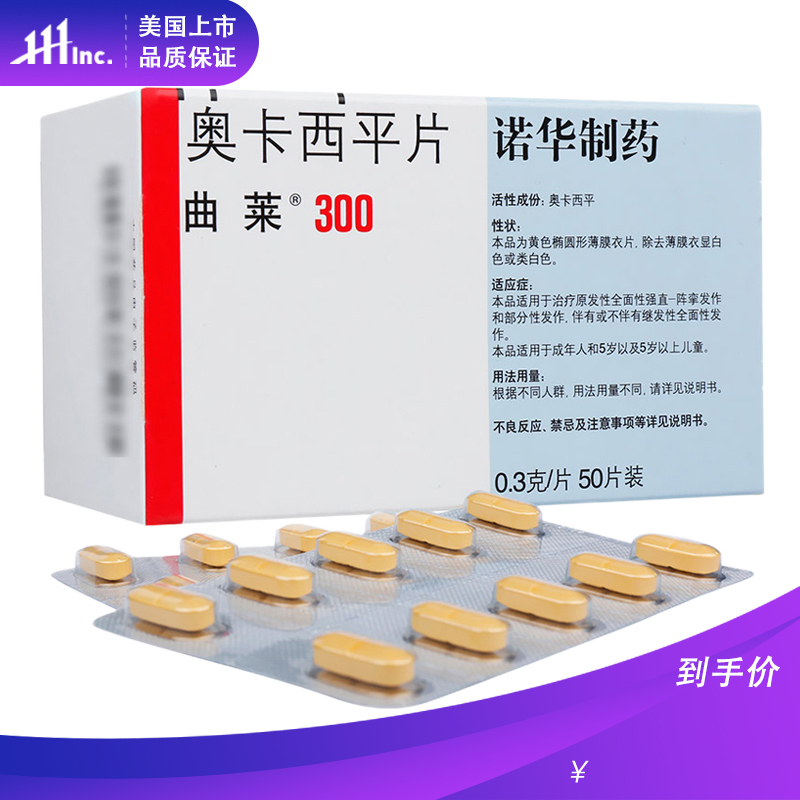 HH Inc.
美国上市
品质保证
奥卡西平片
曲莱® 300
诺华制药
活性成份: 奥卡西平
性状:
本品为黄色椭圆形薄膜衣片, 除去薄膜衣显白
色或类白色。
适应症:
本品适用于治疗原发性全面性强直-阵挛发作
和部分性发作, 伴有或不伴有继发性全面性发
作。
本品适用于成年人和5岁以及5岁以上儿童。
用法用量:
根据不同人群, 用法用量不同, 请详见说明书。
不良反应、禁忌及注意事项等详见说明书。
0.3克/片 50片装
到手价
¥